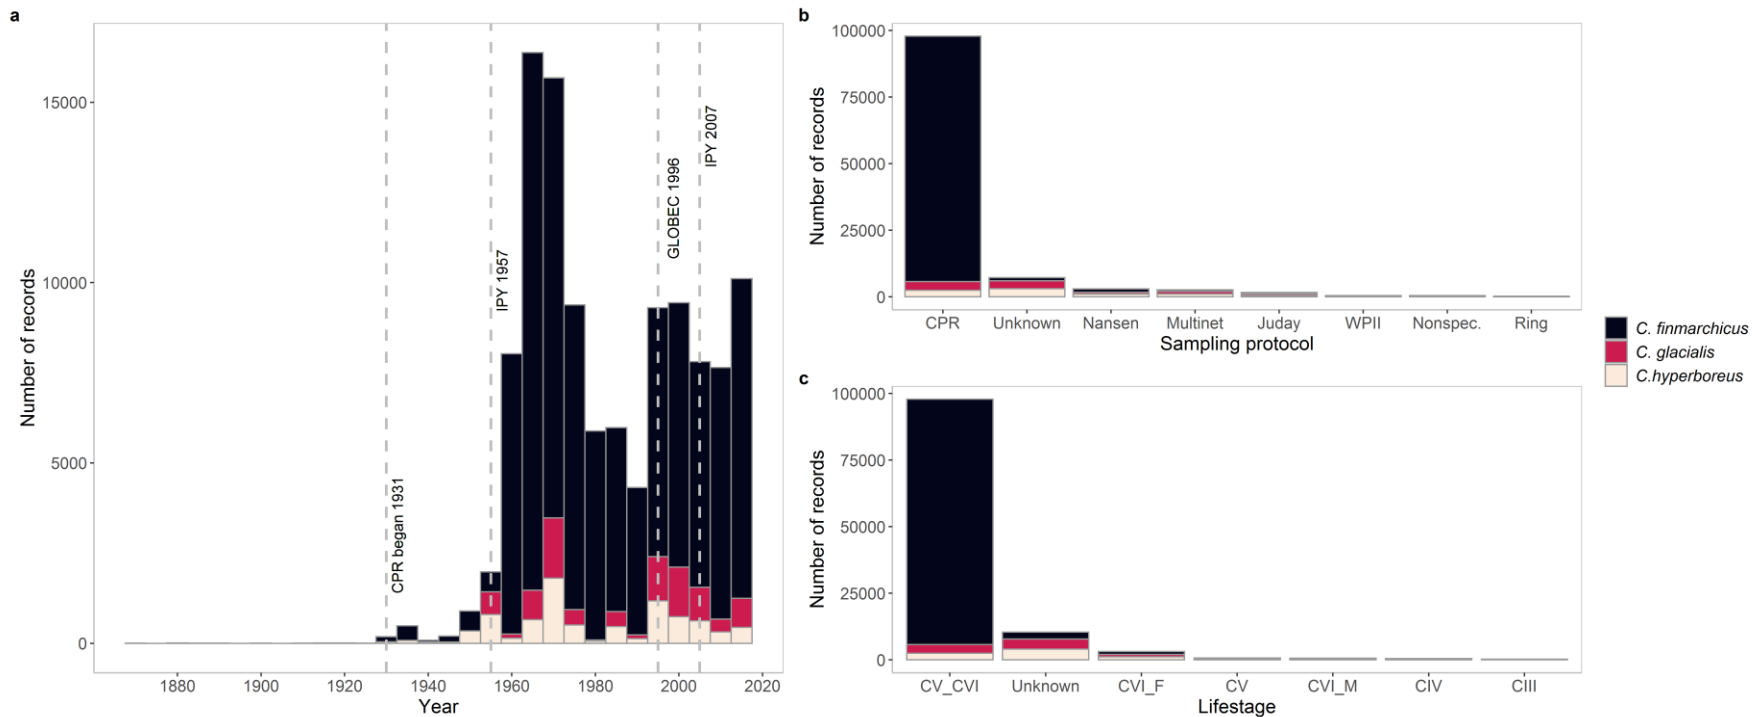 a
Number of records
15000
10000
5000
0
CPR began 1931
IPY 1957
GLOBEC 1996
IPY 2007
1880 1900 1920 1940 1960 1980 2000 2020
Year
b
Number of records
100000
75000
50000
25000
0
CPR Unknown Nansen Multinet Juday WPII Nonspec. Ring
Sampling protocol
c
Number of records
100000
75000
50000
25000
0
CV_CVI Unknown CVI_F CV CVI_M CIV CIII
Lifestage
C. finmarchicus
C. glacialis
C.hyperboreus